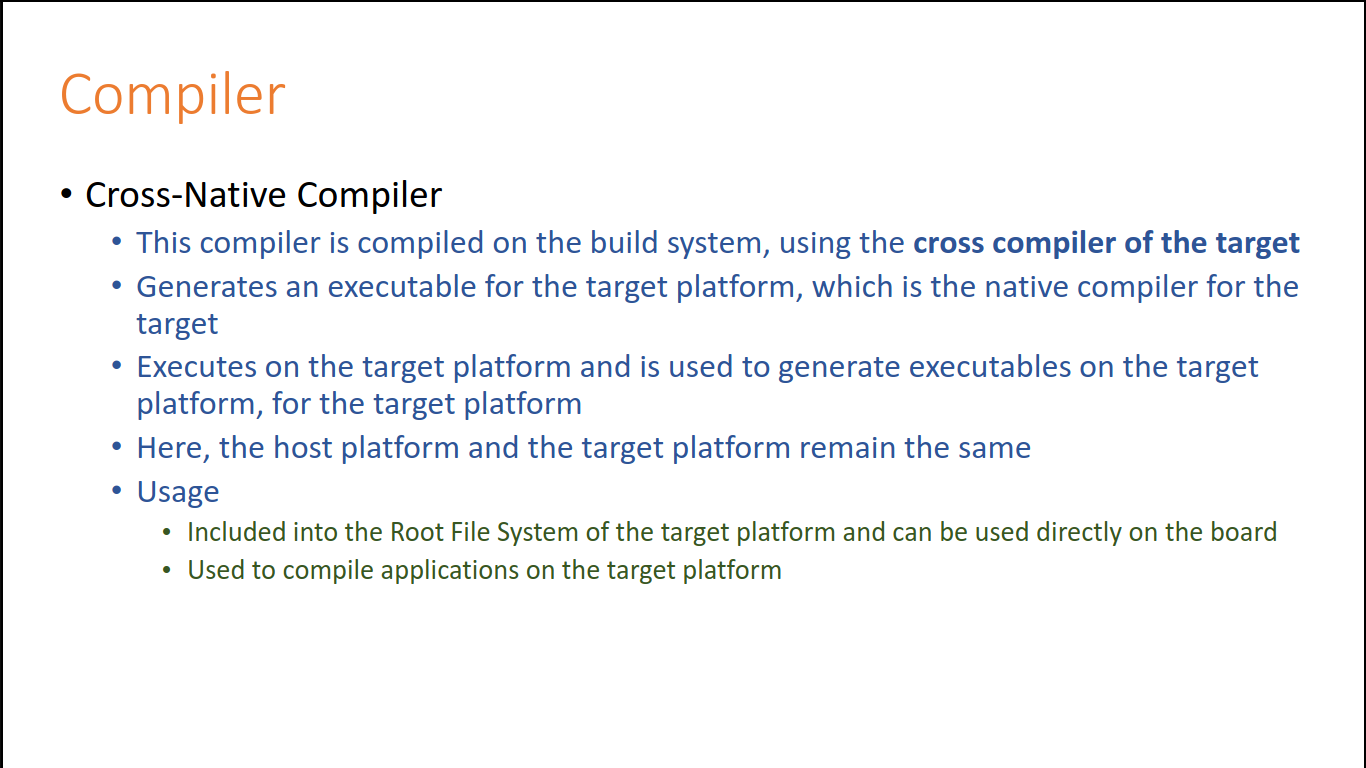 Compiler
• Cross-Native Compiler
• This compiler is compiled on the build system, using the cross compiler of the target
• Generates an executable for the target platform, which is the native compiler for the
target
• Executes on the target platform and is used to generate executables on the target
platform, for the target platform
• Here, the host platform and the target platform remain the same
• Usage
• Included into the Root File System of the target platform and can be used directly on the board
• Used to compile applications on the target platform